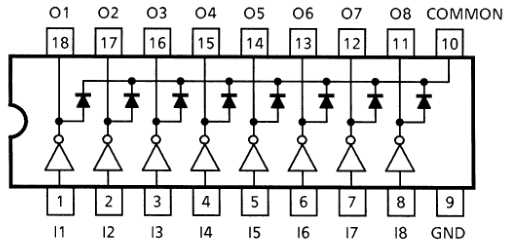 O1 O2 O3 O4 O5 O6 O7 O8 COMMON
18 17 16 15 14 13 12 11 10
1 2 3 4 5 6 7 8 9
I1 I2 I3 I4 I5 I6 I7 I8 GND